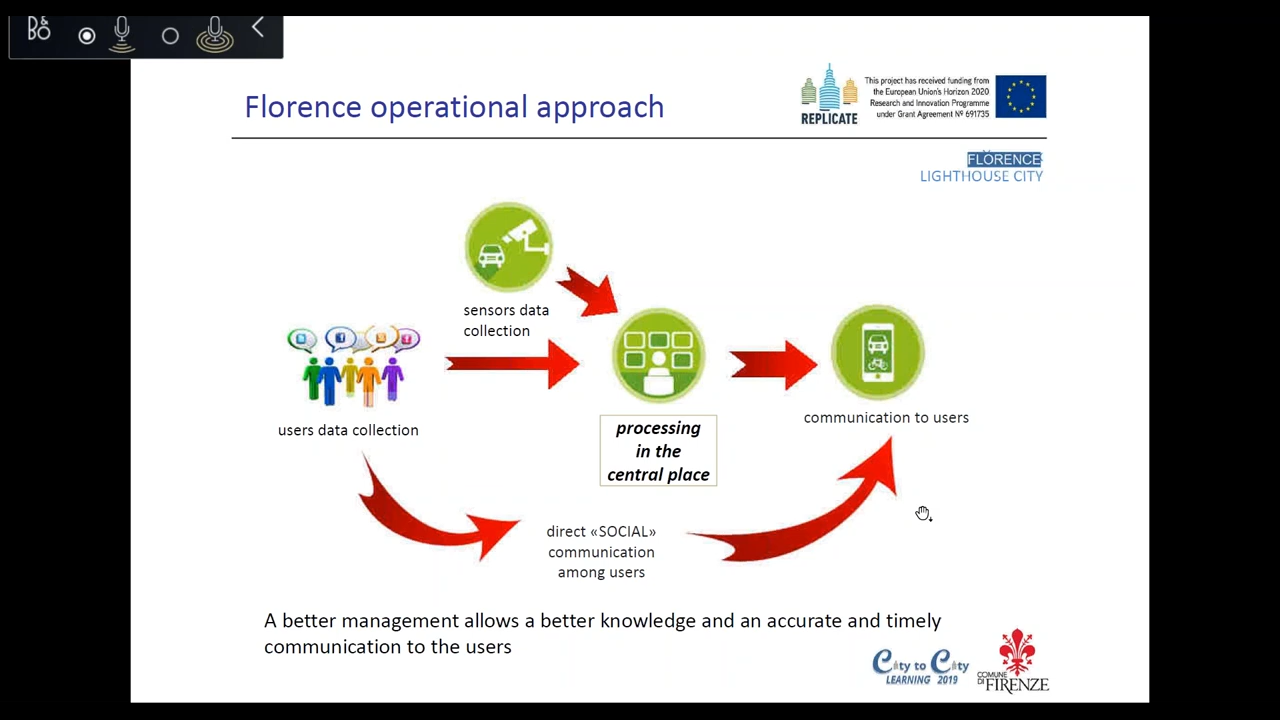 Florence operational approach
REPLICATE
This project has received funding from
the European Union's Horizon 2020
Research and Innovation Programme
under Grant Agreement Nº 691735
FLORENCE
LIGHTHOUSE CITY
sensors data
collection
users data collection
processing
in the
central place
communication to users
direct «SOCIAL»
communication
among users
A better management allows a better knowledge and an accurate and timely
communication to the users
City to City
LEARNING 2019
COMUNE
DI FIRENZE